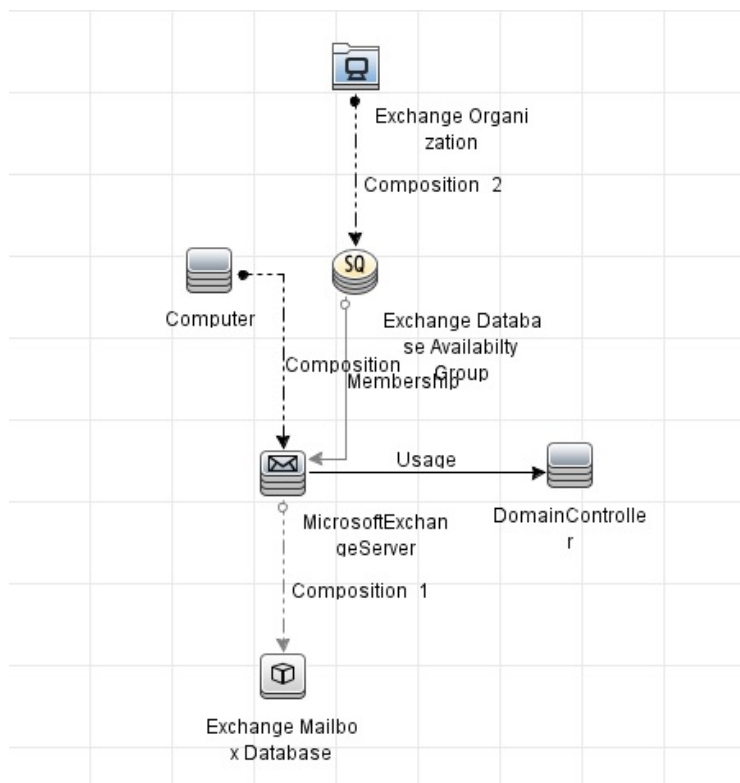 Exchange Organi
zation
Composition 2
SQ
Computer
Exchange Databa
se Availabilty
Group
Composition
Membership
Usage
MicrosoftExchan
geServer
DomainControlle
r
Composition 1
Exchange Mailbo
x Database